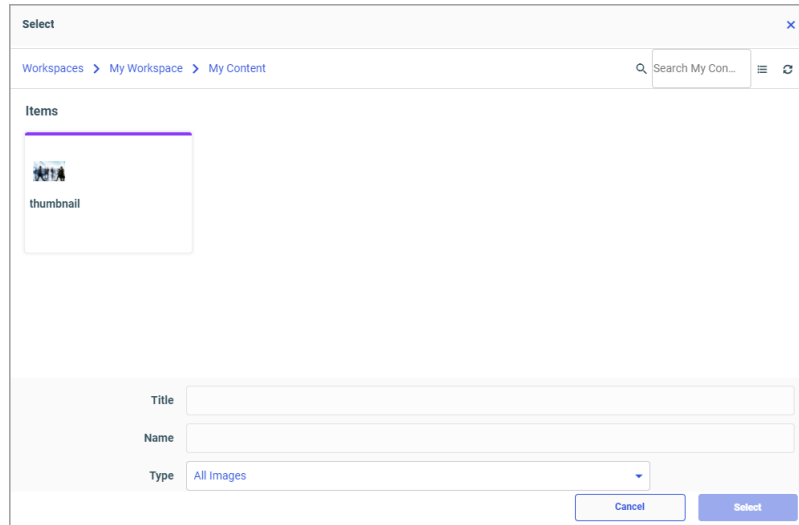 Select
Workspaces > My Workspace > My Content
Search My Con...
Items
thumbnail
Title
Name
Type All Images
Cancel Select